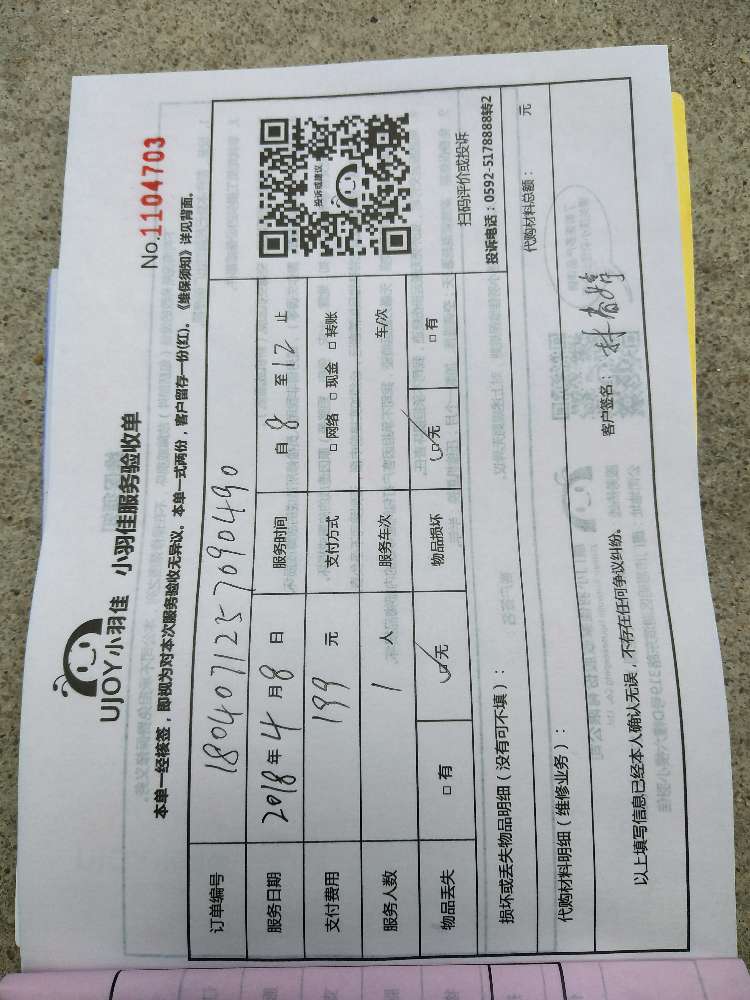 UJOY小羽佳 小羽佳服务验收单
No.1104703
本单一经核签，即视为对本次服务验收无异议。本单一式两份，客户留存一份(红)。《维保须知》详见背面。
订单编号 1804071257090490
服务日期 2018年4月8日 服务时间 自8至12止
支付费用 199元 支付方式 □网络 □现金 □转账
服务人数 1人 服务车次 车/次
物品丢失 □有 □无 物品损坏 □无 □有
投诉或建议
扫码评价或投诉
投诉电话：0592-5178888转2
损坏或丢失物品明细（没有可不填）：
代购材料明细（维修业务）： 代购材料总额： 元
以上填写信息已经本人确认无误，不存在任何争议纠纷。 客户签名：